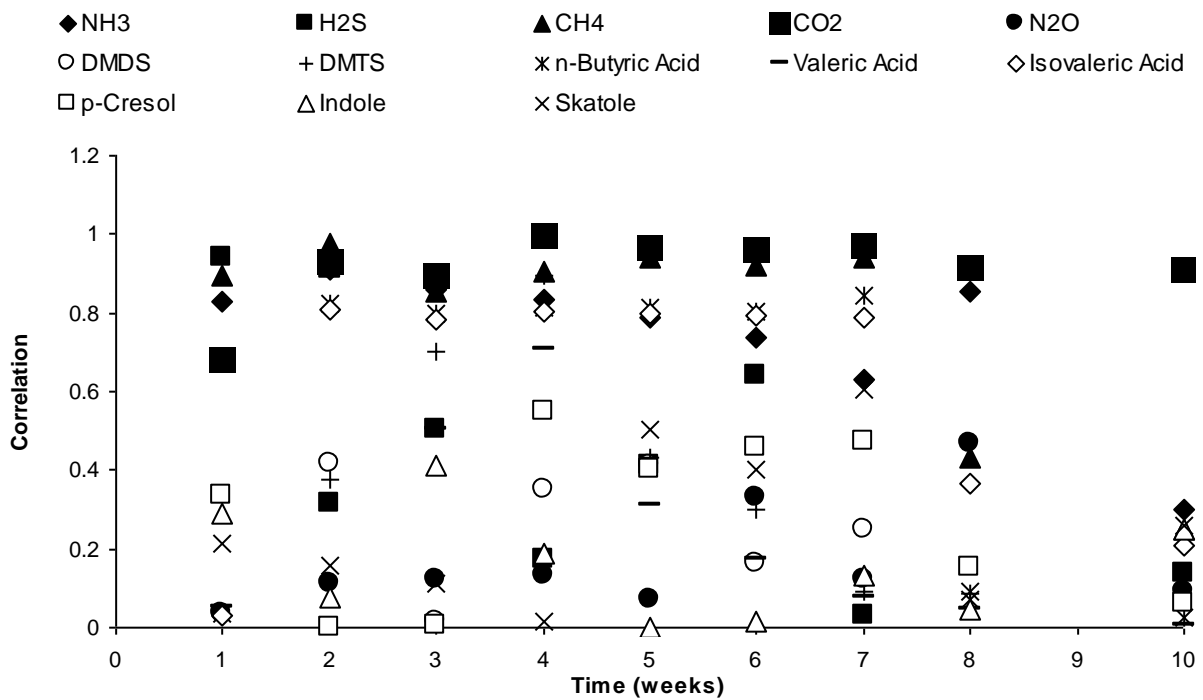 NH3 H2S CH4 CO2 N2O
DMDS DMTS n-Butyric Acid Valeric Acid Isovaleric Acid
p-Cresol Indole Skatole
1.2
1
0.8
0.6
0.4
0.2
0
Correlation
0 1 2 3 4 5 6 7 8 9 10
Time (weeks)